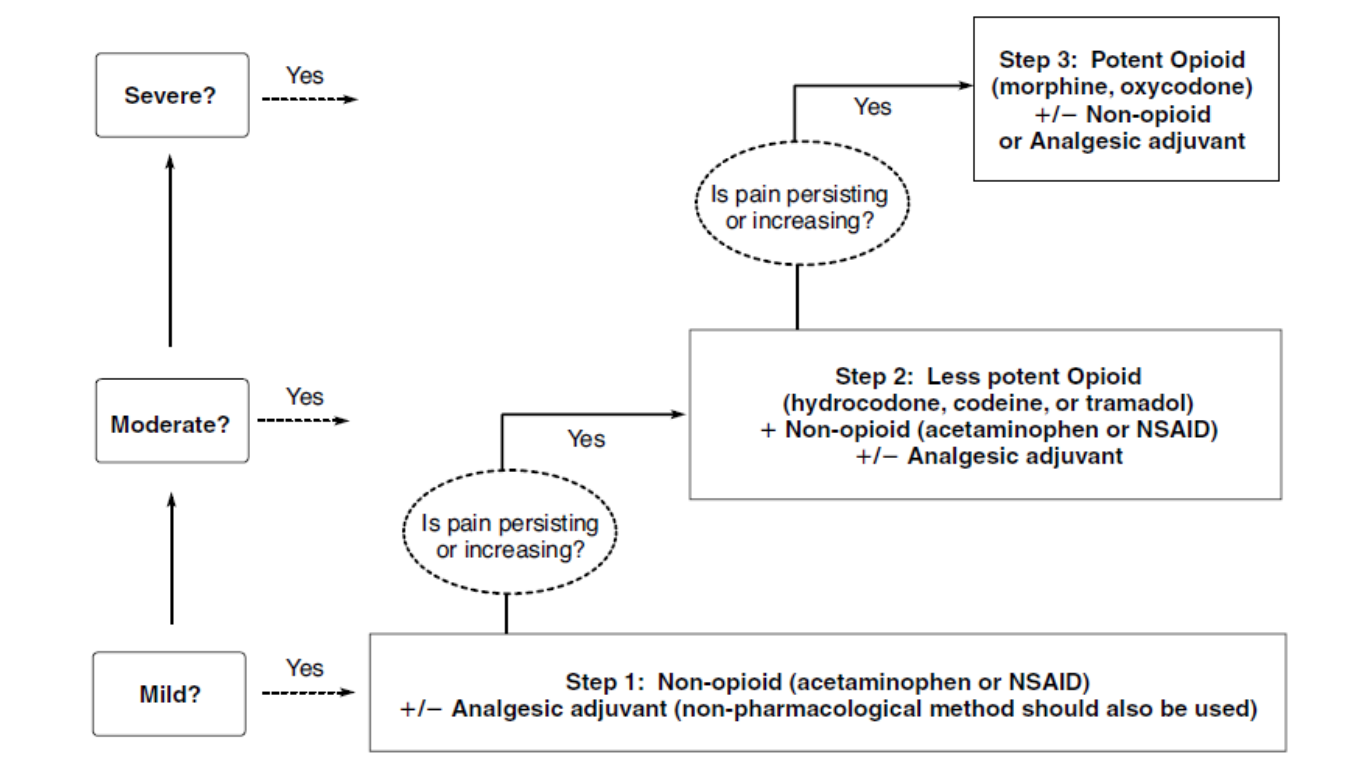 Severe?
Yes
Yes
Step 3:  Potent Opioid
(morphine, oxycodone)
+/− Non-opioid
or Analgesic adjuvant
Is pain persisting
or increasing?
Moderate?
Yes
Yes
Step 2:  Less potent Opioid
(hydrocodone, codeine, or tramadol)
+ Non-opioid (acetaminophen or NSAID)
+/− Analgesic adjuvant
Is pain persisting
or increasing?
Mild?
Yes
Step 1:  Non-opioid (acetaminophen or NSAID)
+/− Analgesic adjuvant (non-pharmacological method should also be used)